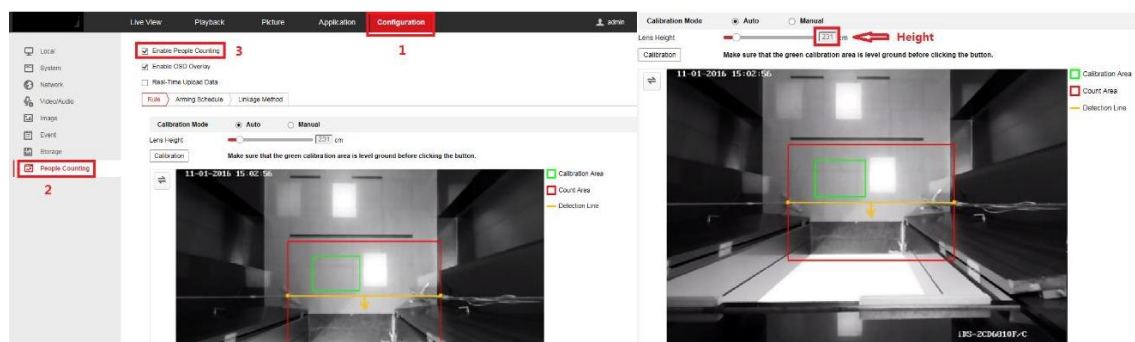 Live View Playback Picture Application Configuration admin
1
Local
System
Network
Video/Audio
Image
Event
Storage
People Counting
2
Enable People Counting 3
Enable OSD Overlay
Real-Time Upload Data
Rule Arming Schedule Linkage Method
Calibration Mode Auto Manual
Lens Height 231 cm
Calibration Make sure that the green calibration area is level ground before clicking the button.
11-01-2016 15:02:56
Calibration Area
Count Area
Detection Line
Calibration Mode Auto Manual
Lens Height 231 cm Height
Calibration Make sure that the green calibration area is level ground before clicking the button.
11-01-2016 15:02:56
Calibration Area
Count Area
Detection Line
iDS-2CD6810F/C